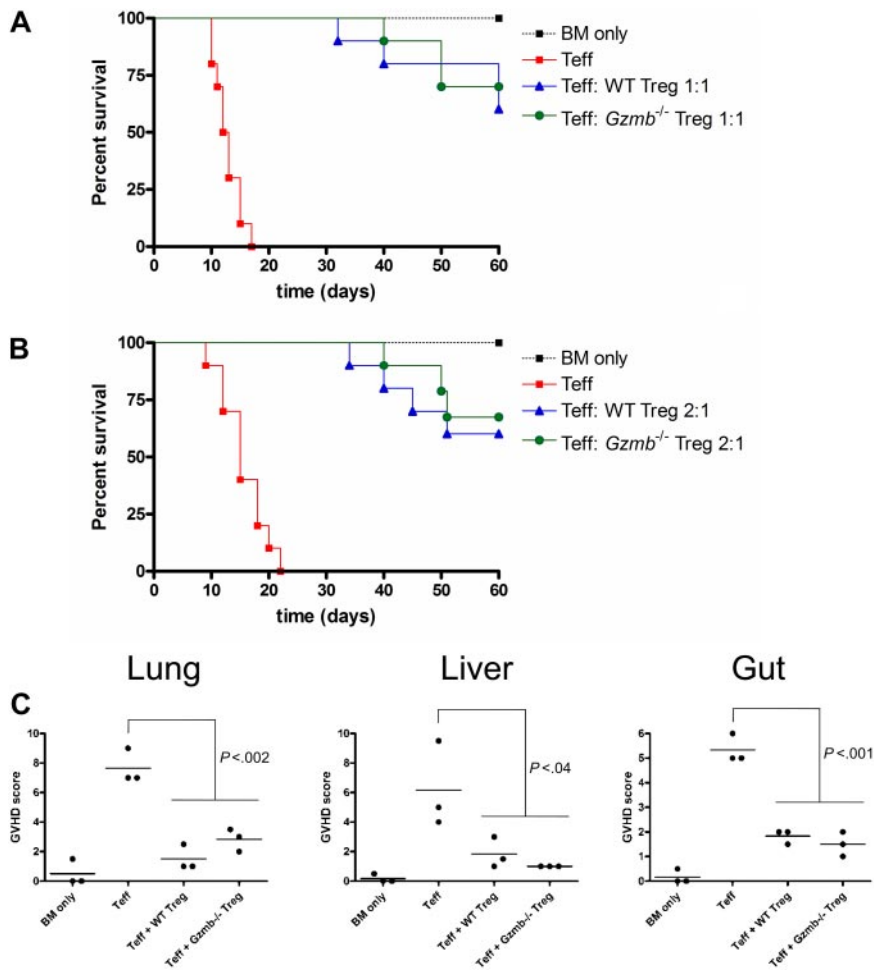 A
100
75
50
25
0
Percent survival
0 10 20 30 40 50 60
time (days)
BM only
Teff
Teff: WT Treg 1:1
Teff: Gzmb-/- Treg 1:1
B
100
75
50
25
0
Percent survival
0 10 20 30 40 50 60
time (days)
BM only
Teff
Teff: WT Treg 2:1
Teff: Gzmb-/- Treg 2:1
C
Lung
10
8
6
4
2
0
GVHD score
P<.002
BM only
Teff
Teff + WT Treg
Teff + Gzmb-/- Treg
Liver
10
8
6
4
2
0
GVHD score
P<.04
BM only
Teff
Teff + WT Treg
Teff + Gzmb-/- Treg
Gut
6
5
4
3
2
1
0
GVHD score
P<.001
BM only
Teff
Teff + WT Treg
Teff + Gzmb-/- Treg